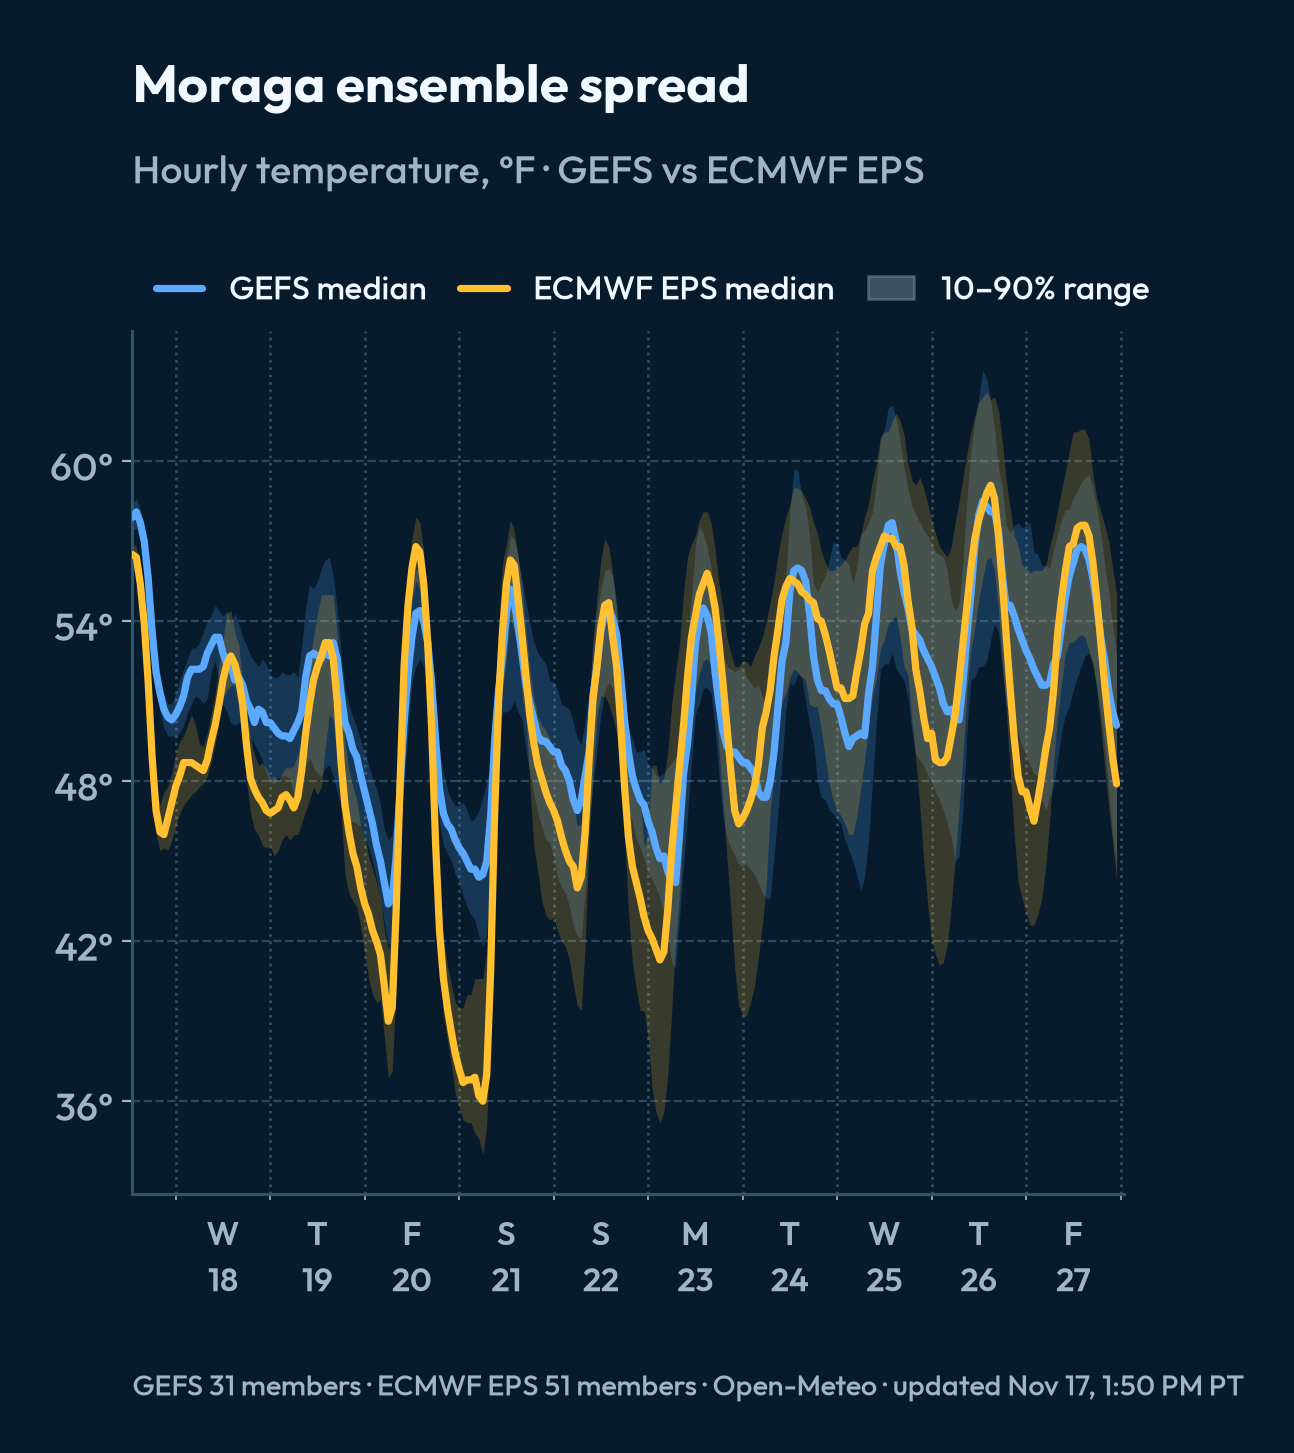 Moraga ensemble spread
Hourly temperature, °F · GEFS vs ECMWF EPS
GEFS median ECMWF EPS median 10–90% range
60°
54°
48°
42°
36°
W T F S S M T W T F
18 19 20 21 22 23 24 25 26 27
GEFS 31 members · ECMWF EPS 51 members · Open-Meteo · updated Nov 17, 1:50 PM PT